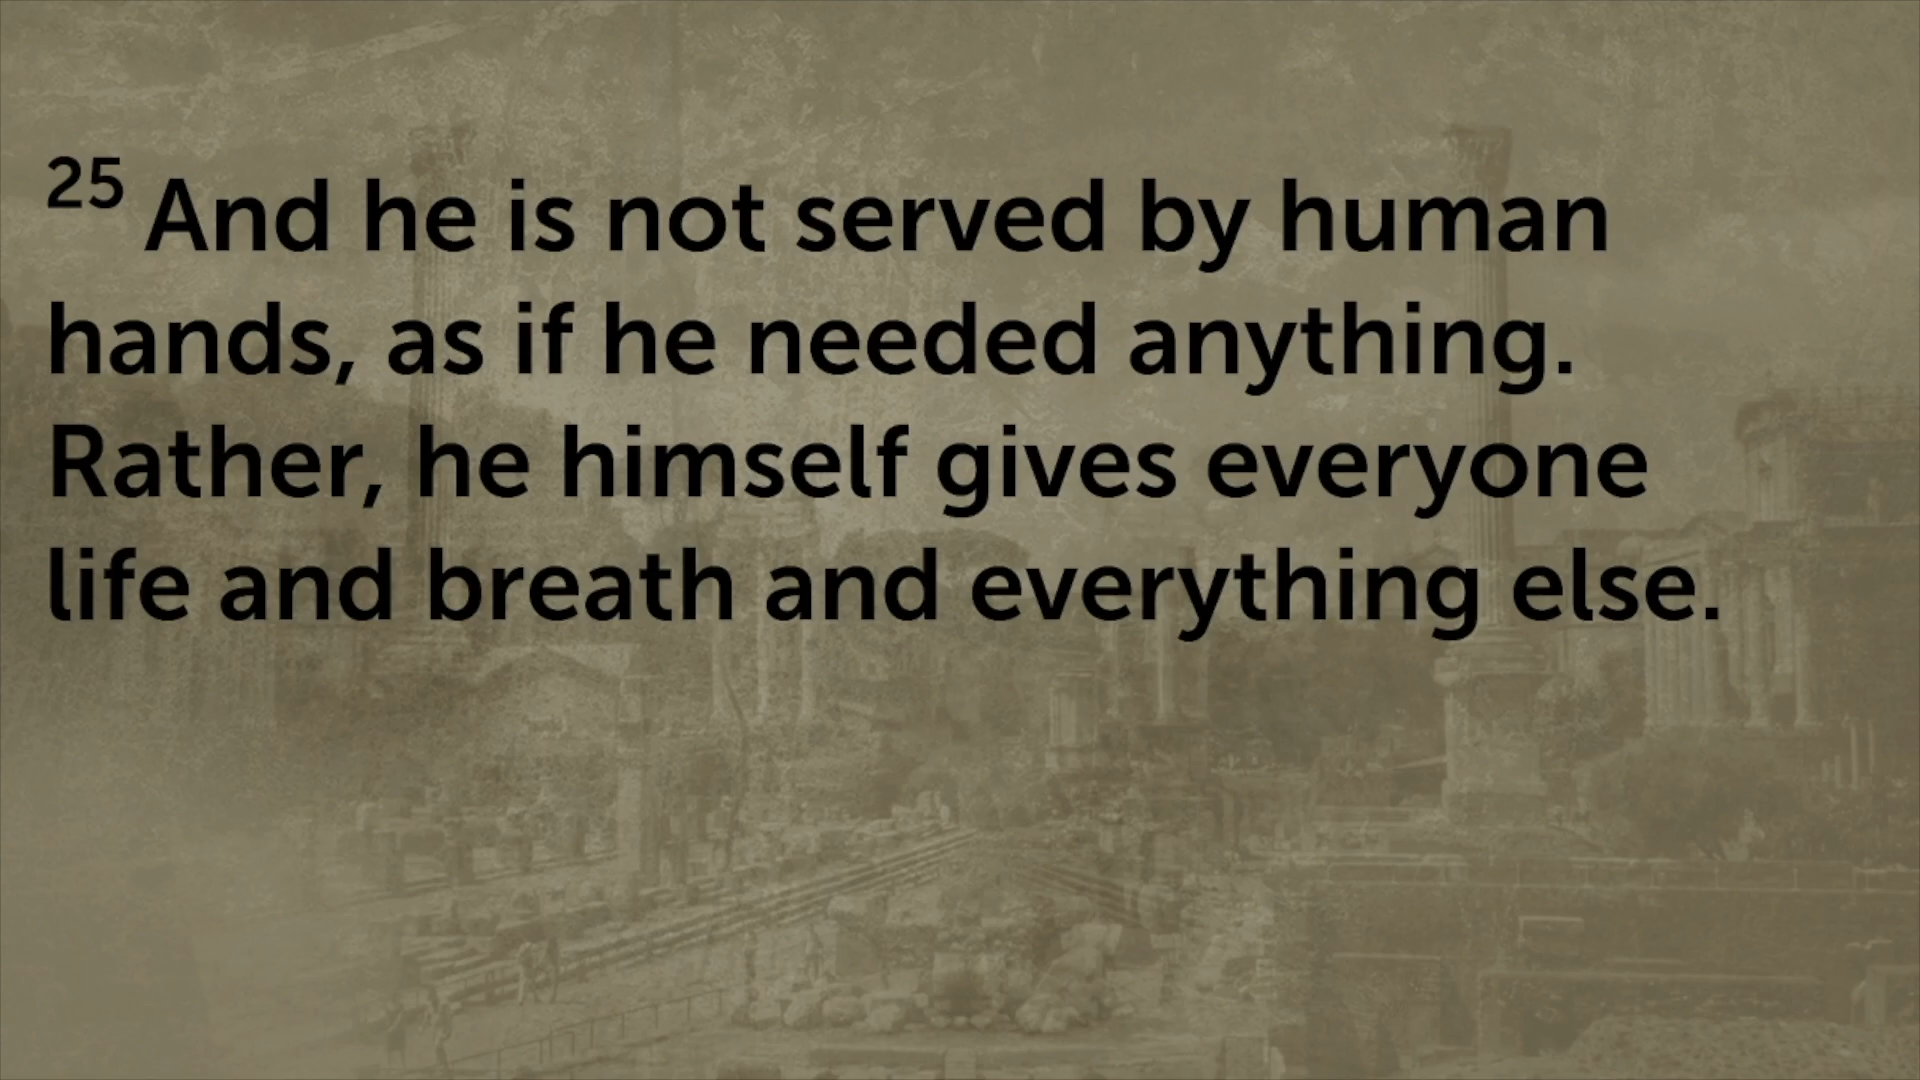 25 And he is not served by human
hands, as if he needed anything.
Rather, he himself gives everyone
life and breath and everything else.